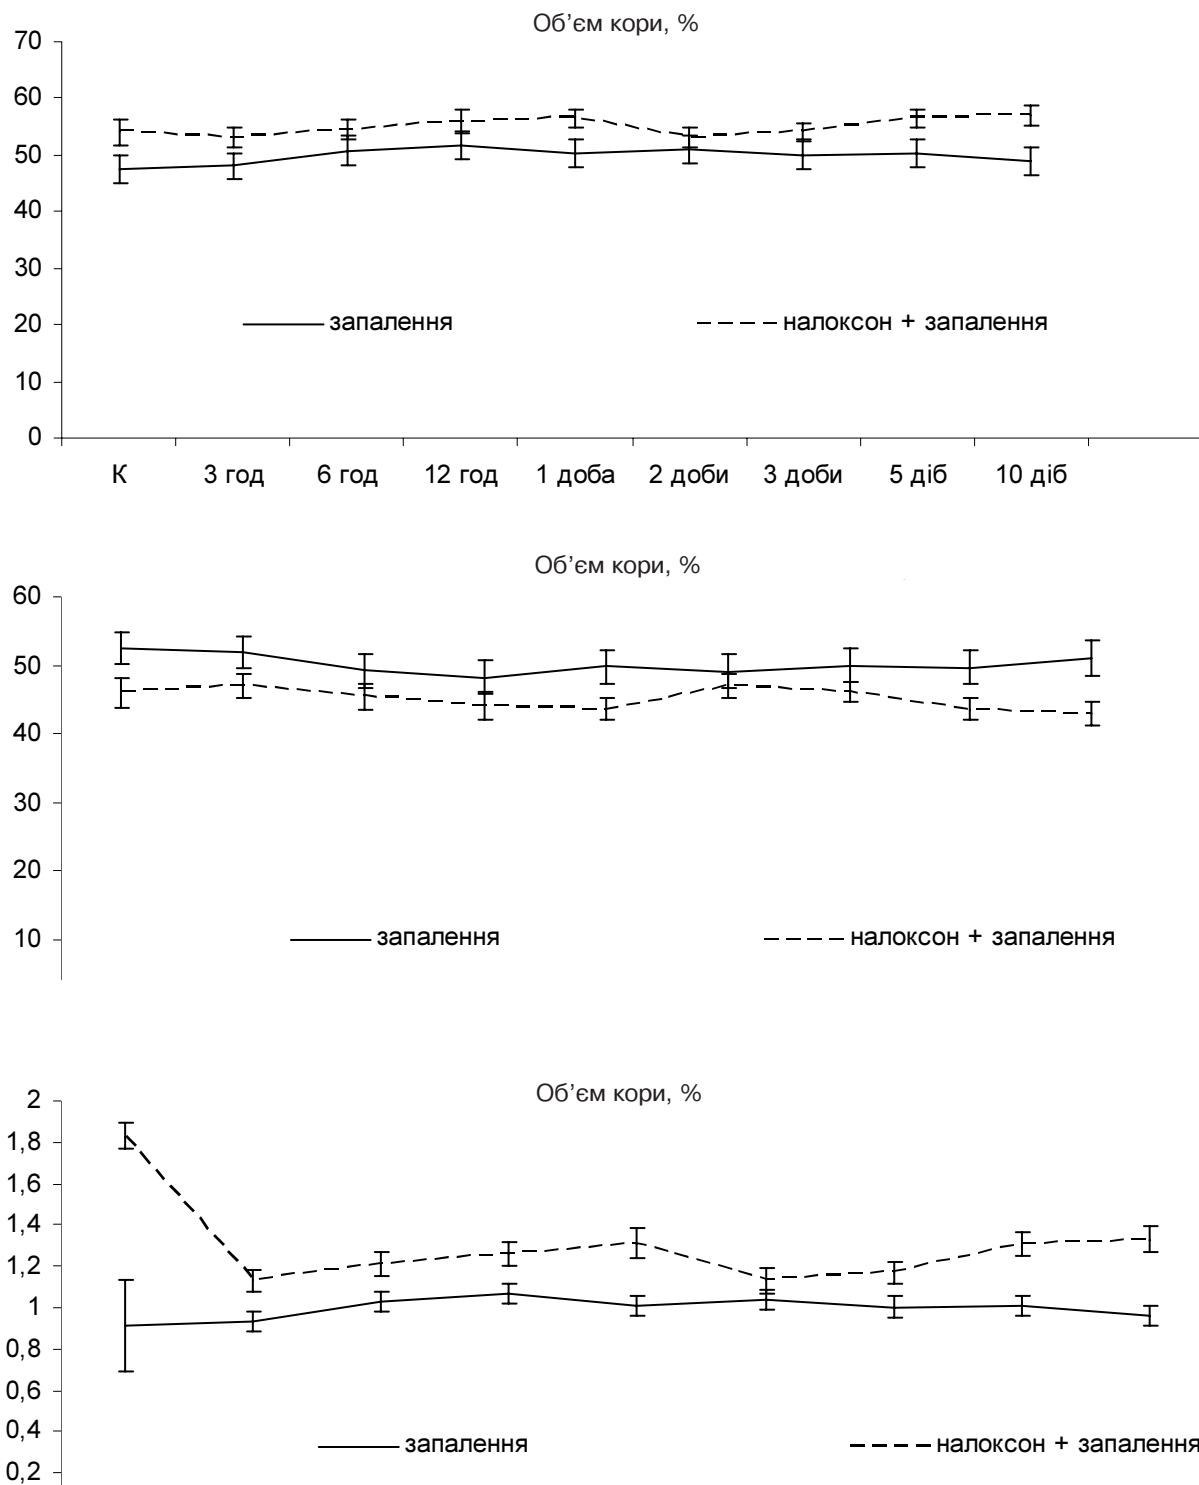 Об’єм кори, %
70
60
50
40
30
20
10
0
запалення
налоксон + запалення
К
3 год
6 год
12 год
1 доба
2 доби
3 доби
5 діб
10 діб
Об’єм кори, %
60
50
40
30
20
10
запалення
налоксон + запалення
Об’єм кори, %
2
1,8
1,6
1,4
1,2
1
0,8
0,6
0,4
0,2
запалення
налоксон + запалення